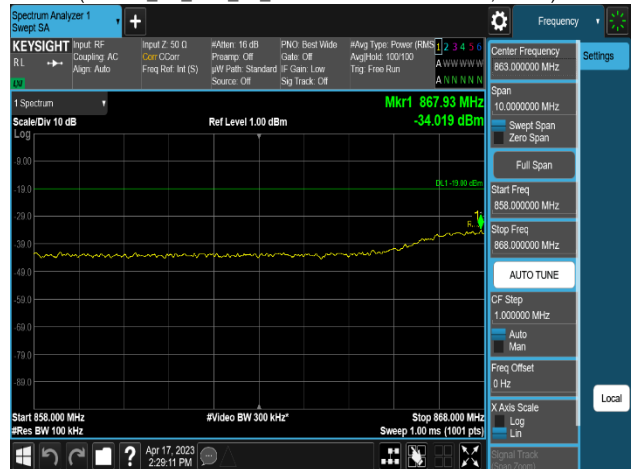 Spectrum Analyzer 1
Swept SA
Frequency
KEYSIGHT
RL
Input: RF
Coupling: AC
Align: Auto
Input Z: 50 Ω
Corr CCorr
Freq Ref: Int (S)
#Atten: 16 dB
Preamp: Off
µW Path: Standard
Source: Off
PNO: Best Wide
Gate: Off
IF Gain: Low
Sig Track: Off
#Avg Type: Power (RMS
Avg|Hold: 100/100
Trig: Free Run
1 2 3 4 5 6
A W W W W W
A N N N N N
1 Spectrum
Scale/Div 10 dB
Ref Level 1.00 dBm
Mkr1 867.93 MHz
-34.019 dBm
Log
-9.00
-19.0
-29.0
-39.0
-49.0
-59.0
-69.0
-79.0
-89.0
DL1 -19.00 dBm
1
Start 858.000 MHz
#Res BW 100 kHz
#Video BW 300 kHz*
Stop 868.000 MHz
Sweep 1.00 ms (1001 pts)
Center Frequency
863.000000 MHz
Settings
Span
10.0000000 MHz
Swept Span
Zero Span
Full Span
Start Freq
858.000000 MHz
Stop Freq
868.000000 MHz
AUTO TUNE
CF Step
1.000000 MHz
Auto
Man
Freq Offset
0 Hz
X Axis Scale
Log
Lin
Local
Signal Track
(Span Zoom)
Apr 17, 2023
2:29:11 PM